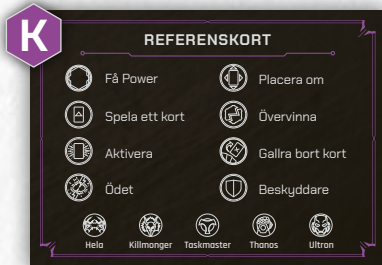 K
REFERENSKORT
Få Power
Placera om
Spela ett kort
Övervinna
Aktivera
Gallra bort kort
Ödet
Beskyddare
Hela Killmonger Taskmaster Thanos Ultron